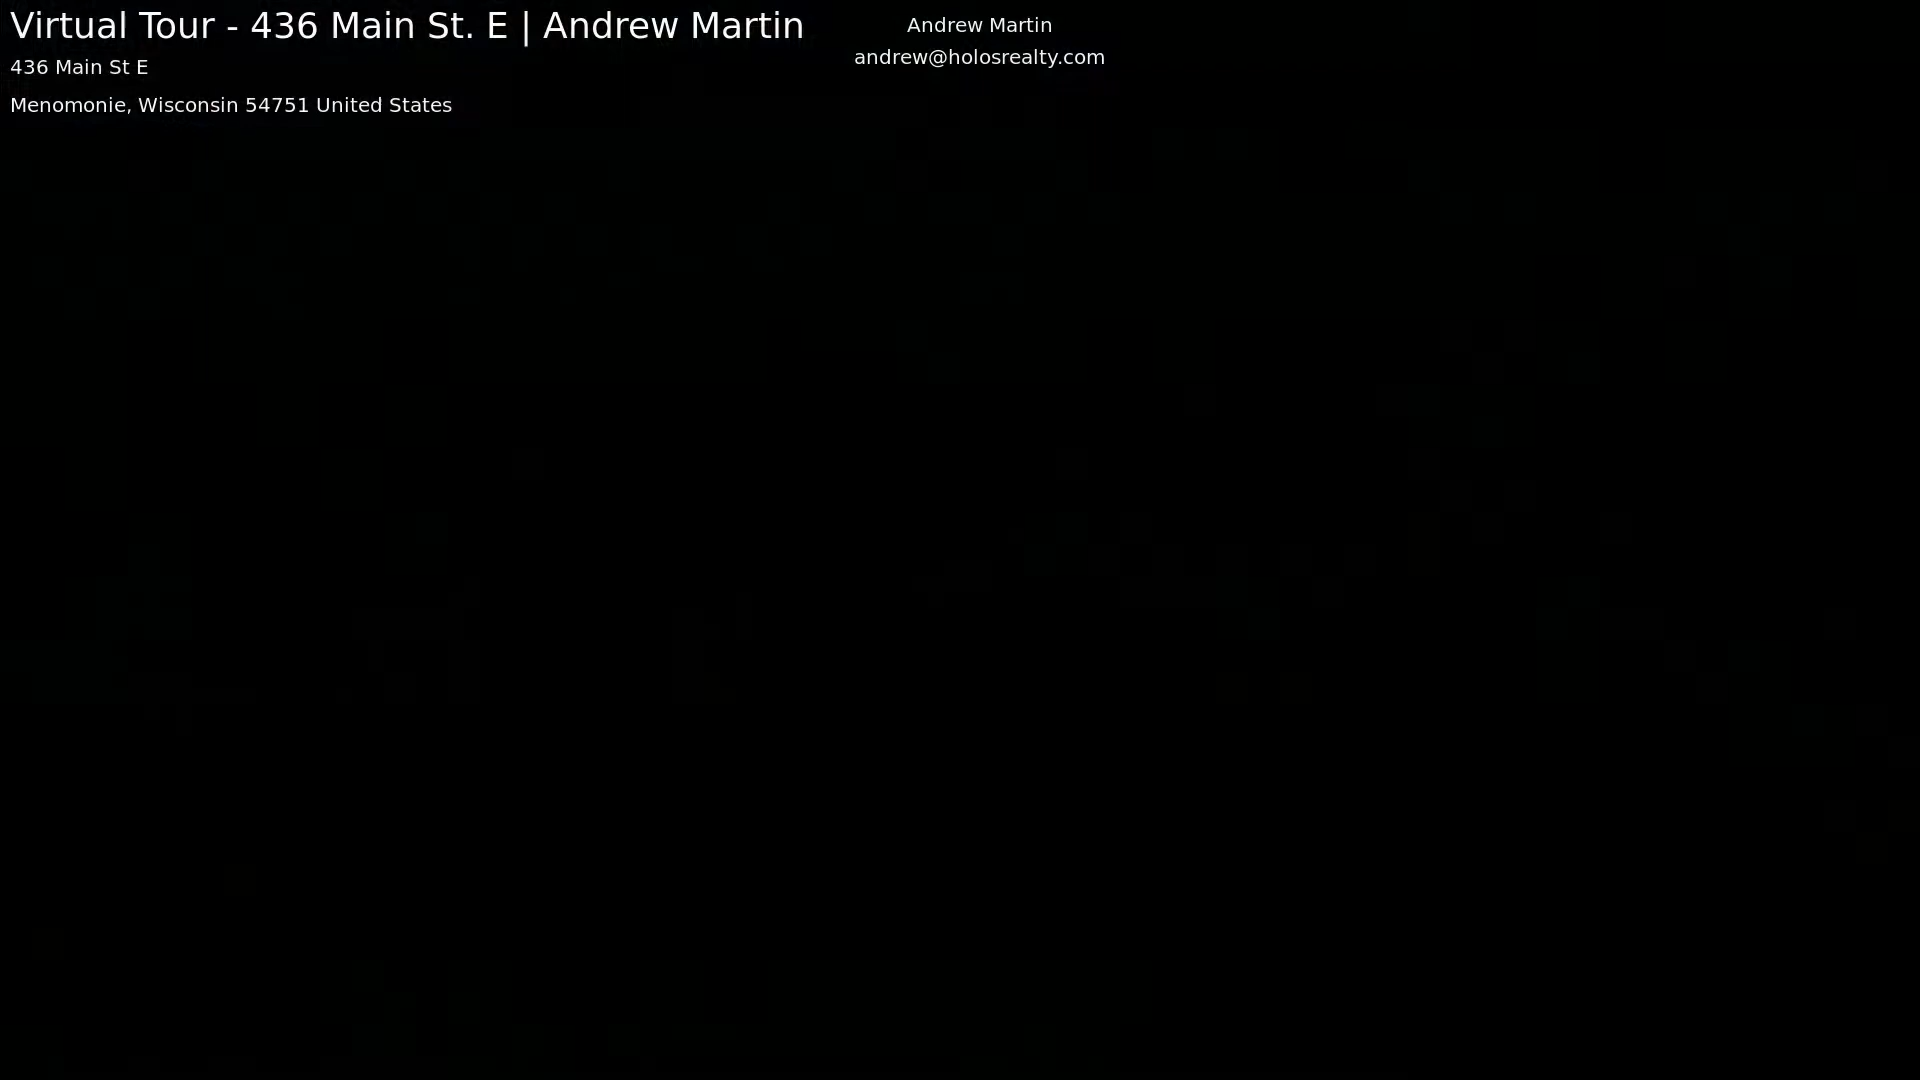 Virtual Tour - 436 Main St. E | Andrew Martin
436 Main St E
Menomonie, Wisconsin 54751 United States
Andrew Martin
andrew@holosrealty.com